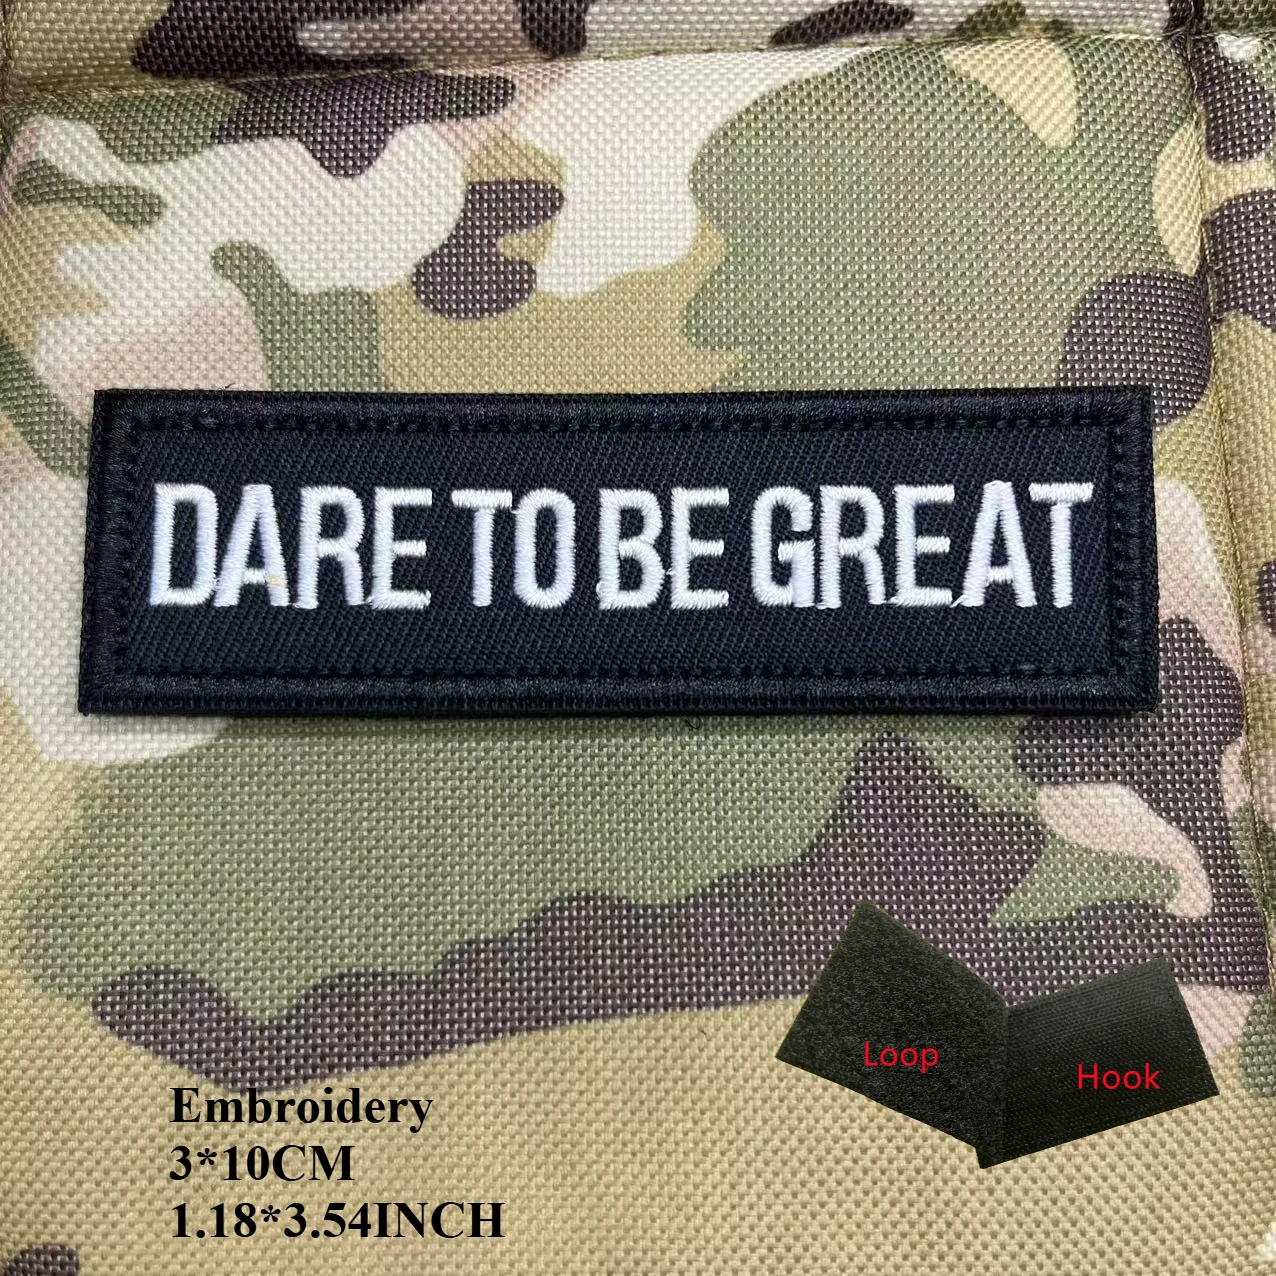 DARE TO BE GREAT
Loop
Hook
Embroidery
3*10CM
1.18*3.54INCH